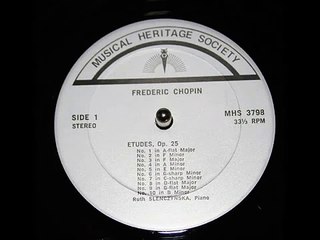 MUSICAL HERITAGE SOCIETY
FREDERIC CHOPIN
SIDE 1
STEREO
MHS 3798
33⅓ RPM
ETUDES, Op. 25
No. 1 in A-flat Major
No. 2 in F Minor
No. 3 in F Major
No. 4 in A Minor
No. 5 in E Minor
No. 6 in G-sharp Minor
No. 7 in C-sharp Minor
No. 8 in D-flat Major
No. 9 in G-flat Major
No. 10 in B Minor
Ruth SLENCZYNSKA, Piano